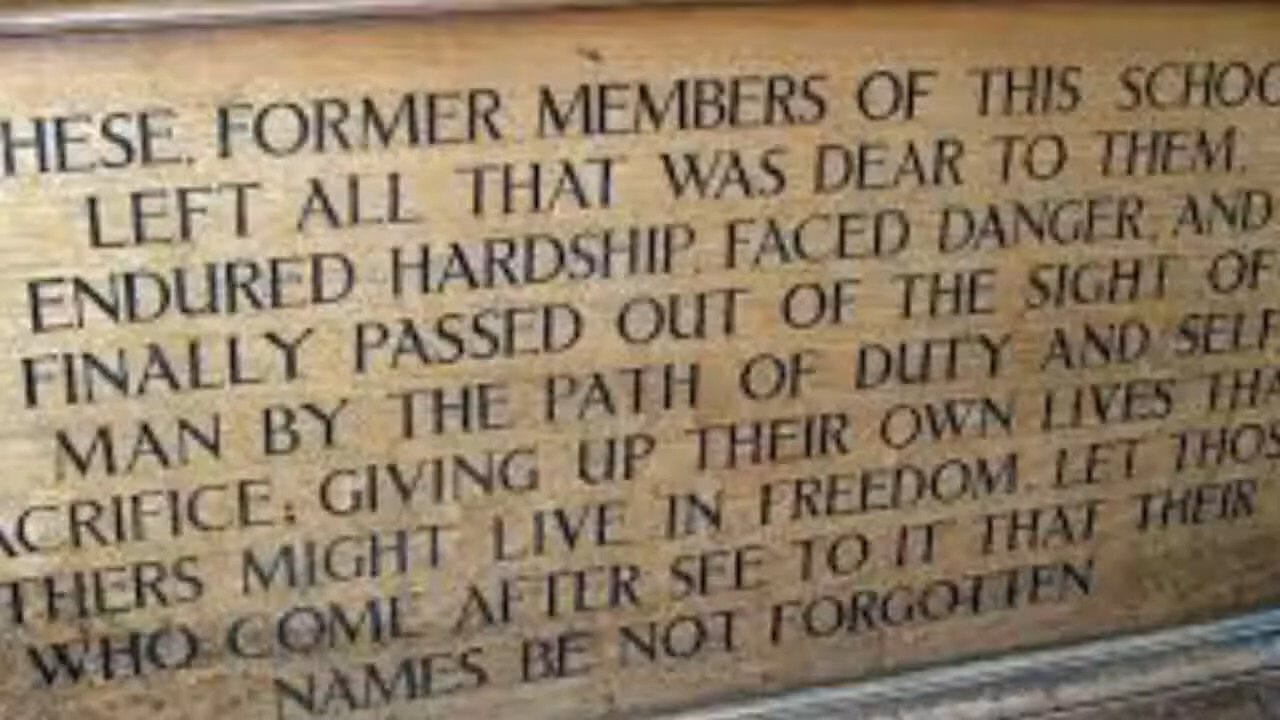 HESE, FORMER MEMBERS OF THIS SCHOO
LEFT ALL THAT WAS DEAR TO THEM,
ENDURED HARDSHIP, FACED DANGER, AND
FINALLY PASSED OUT OF THE SIGHT OF
MAN BY THE PATH OF DUTY AND SELF
ACRIFICE; GIVING UP THEIR OWN LIVES THA
THERS MIGHT LIVE IN FREEDOM. LET THOS
WHO COME AFTER SEE TO IT THAT THEIR
NAMES BE NOT FORGOTTEN